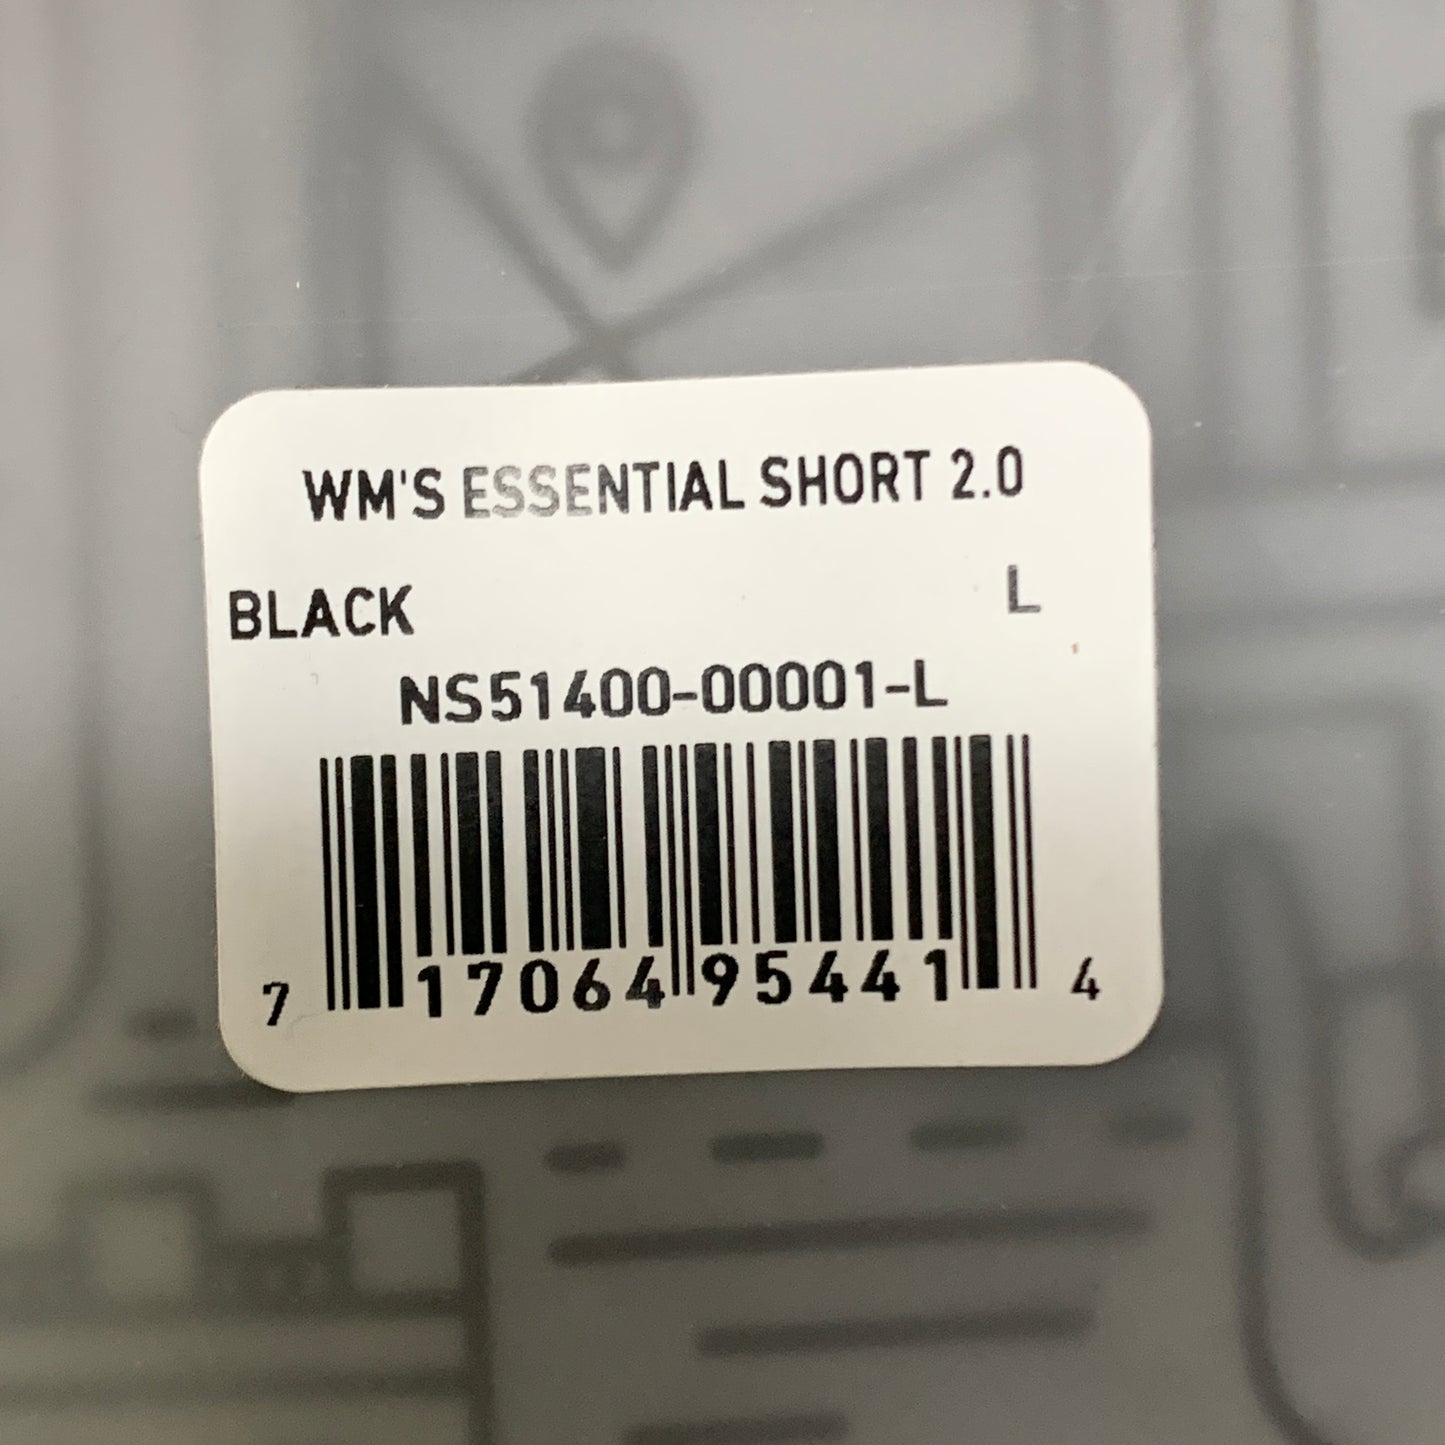 WM'S ESSENTIAL SHORT 2.0
BLACK L
NS51400-00001-L
7 17064 95441 4